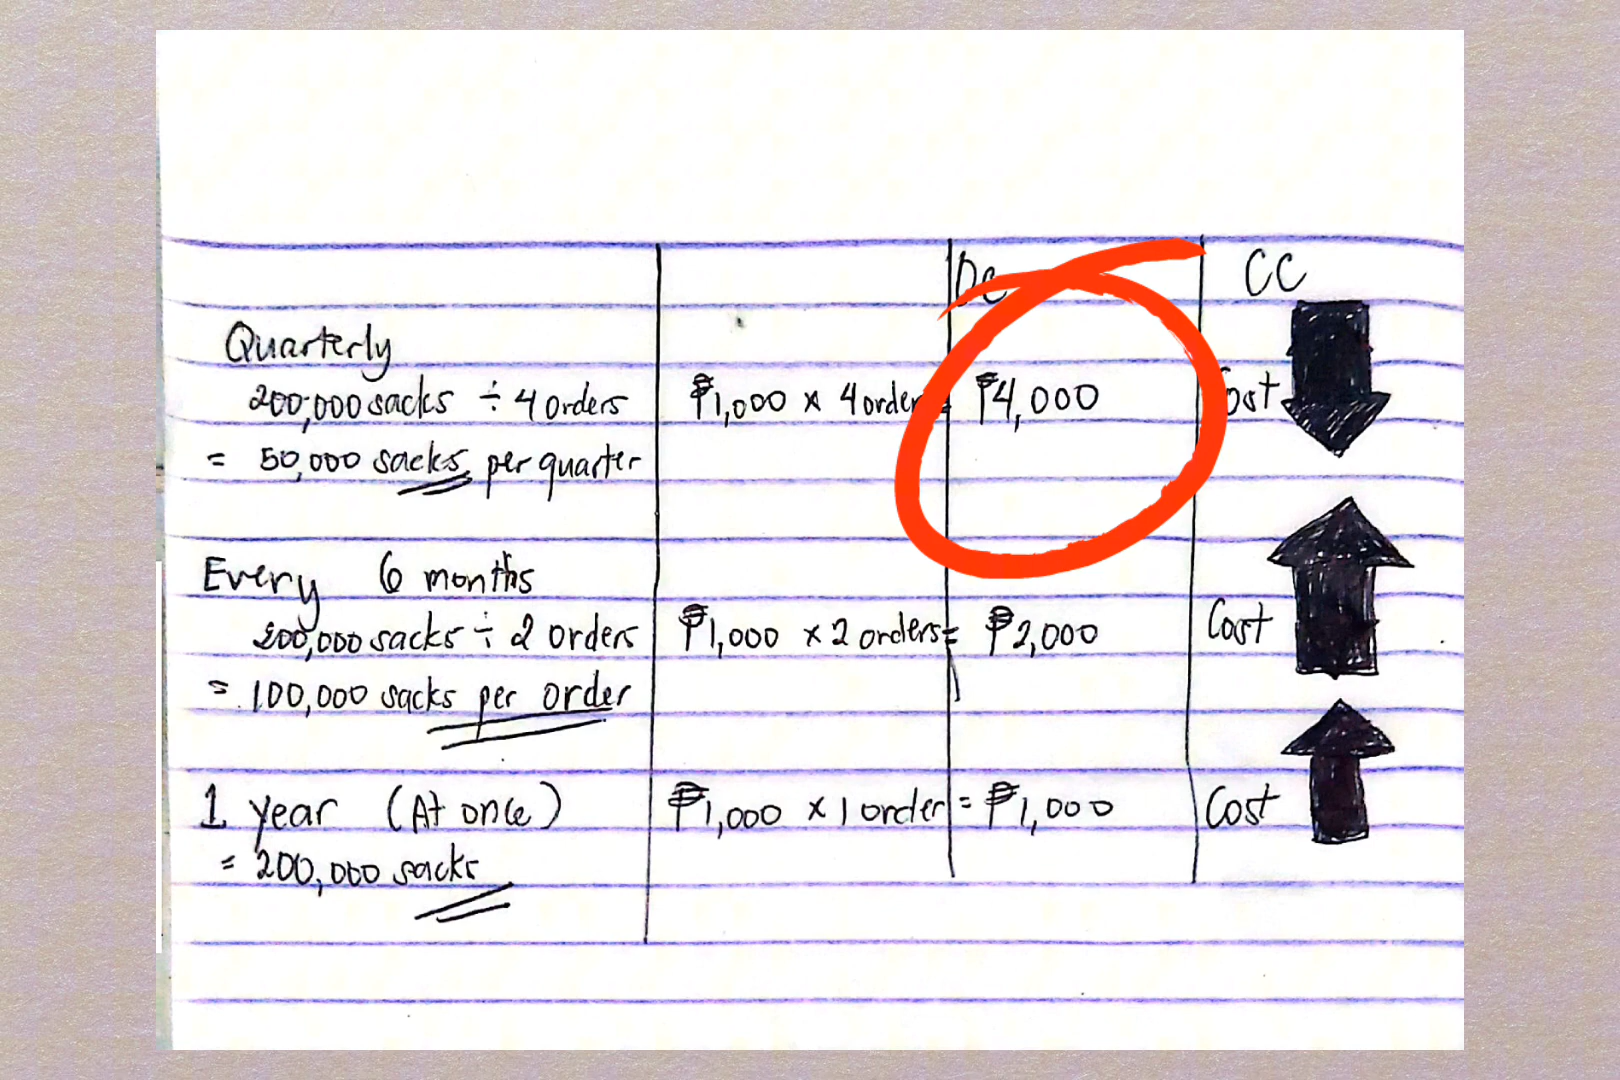 OC CC
Quarterly
200,000 sacks ÷ 4 orders ₱1,000 x 4 order = ₱4,000 Cost
= 50,000 sacks per quarter
Every 6 months
200,000 sacks ÷ 2 orders ₱1,000 x 2 orders = ₱2,000 Cost
= 100,000 sacks per order
1 year (At once) ₱1,000 x 1 order = ₱1,000 Cost
= 200,000 sacks